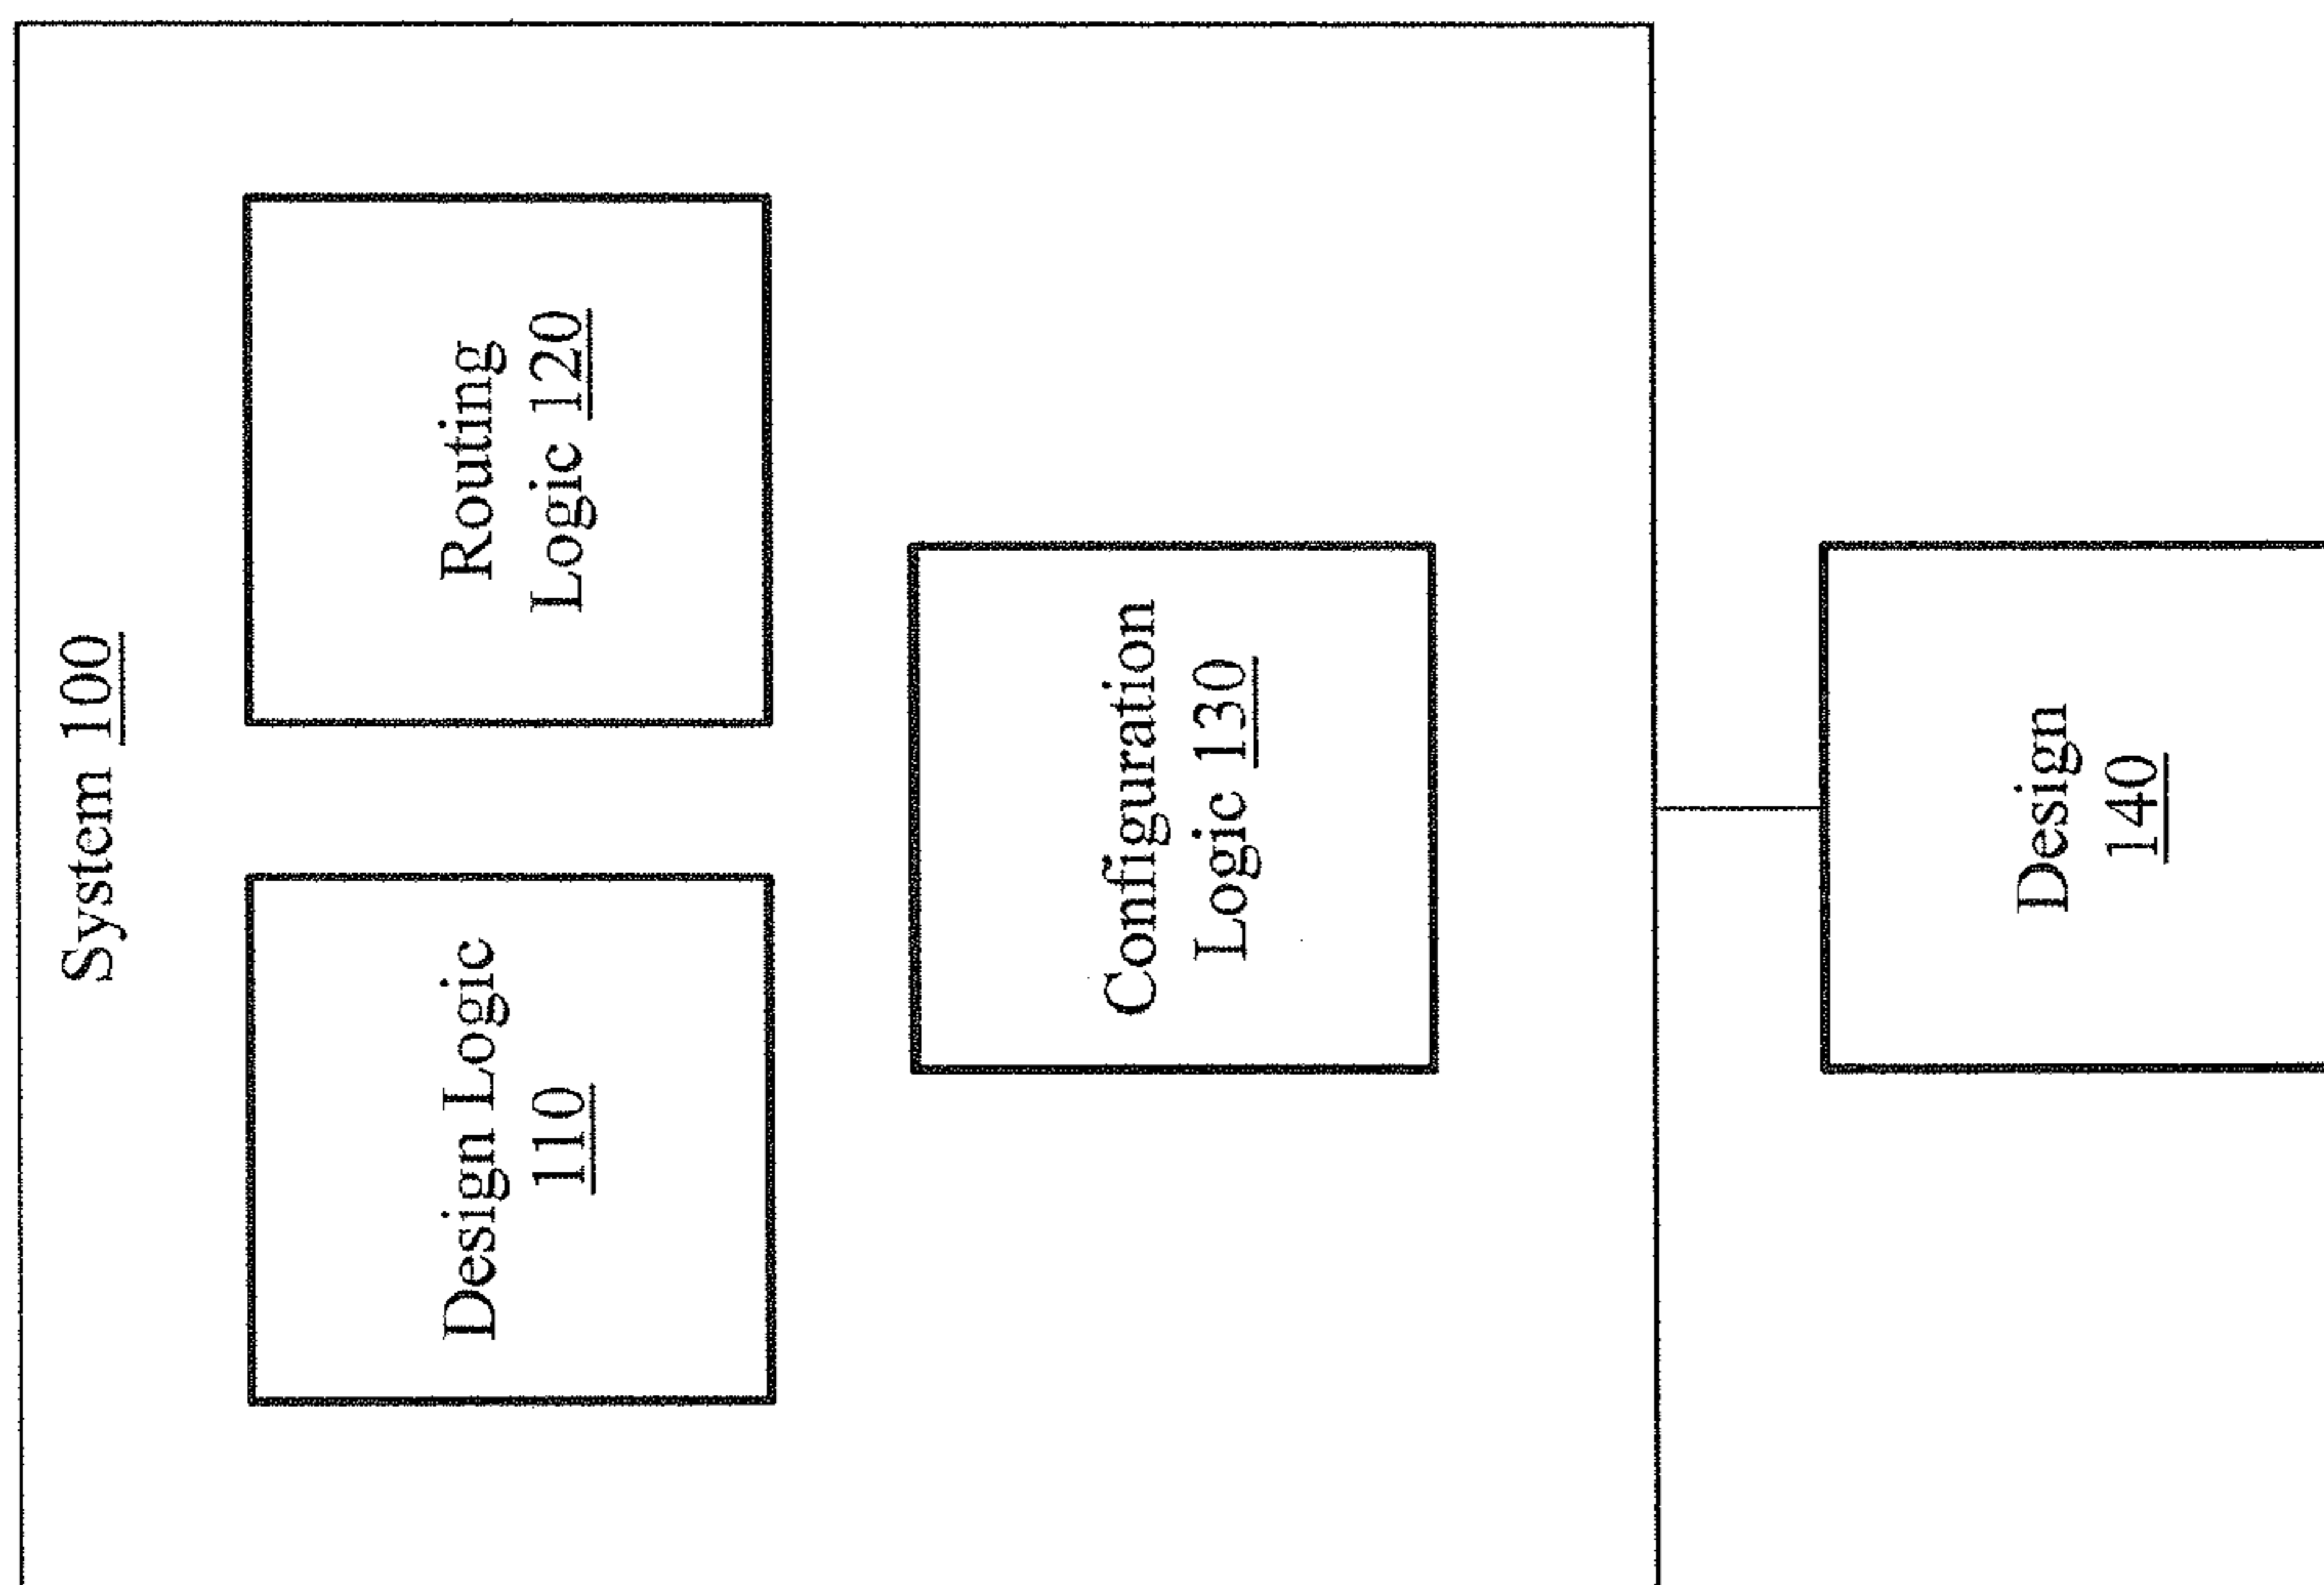 System 100
Design Logic
110
Routing
Logic 120
Configuration
Logic 130
Design
140